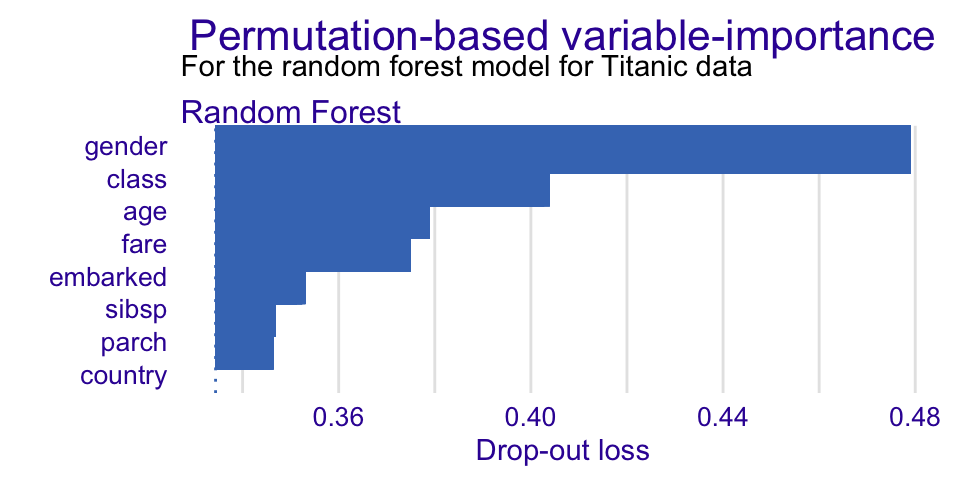 Permutation-based variable-importance
For the random forest model for Titanic data
Random Forest
gender
class
age
fare
embarked
sibsp
parch
country
0.36 0.40 0.44 0.48
Drop-out loss